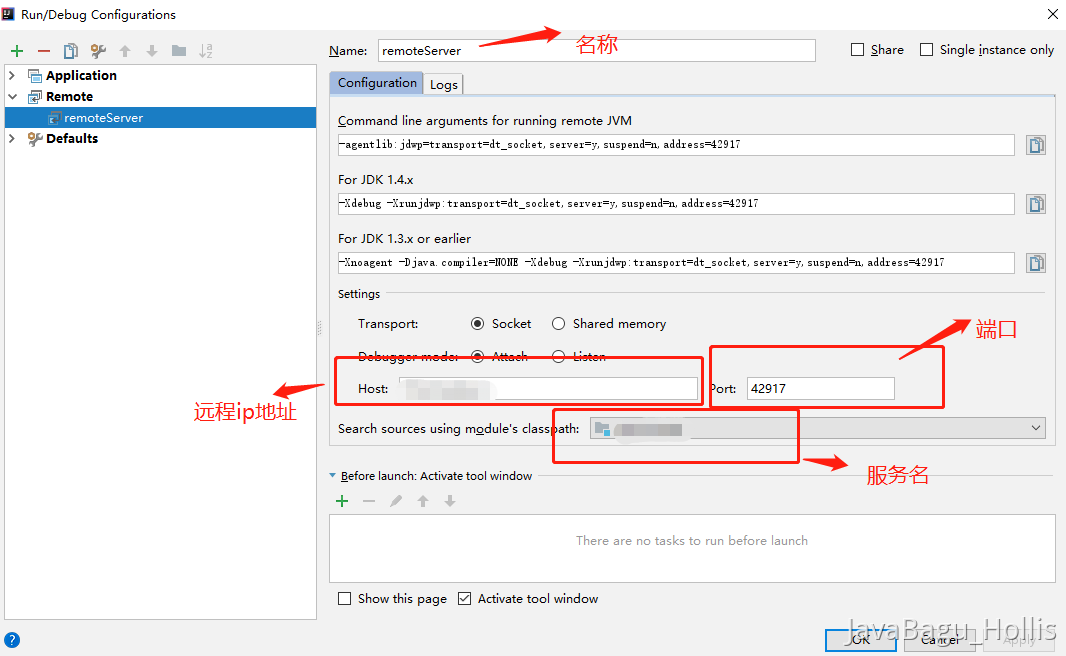 Run/Debug Configurations
Name: remoteServer
名称
Share
Single instance only
Application
Remote
remoteServer
Defaults
Configuration
Logs
Command line arguments for running remote JVM
-agentlib:jdwp=transport=dt_socket,server=y,suspend=n,address=42917
For JDK 1.4.x
-Xdebug -Xrunjdwp:transport=dt_socket,server=y,suspend=n,address=42917
For JDK 1.3.x or earlier
-Xnoagent -Djava.compiler=NONE -Xdebug -Xrunjdwp:transport=dt_socket,server=y,suspend=n,address=42917
Settings
Transport: Socket Shared memory
端口
Debugger mode: Attach Listen
Host:
Port: 42917
远程ip地址
Search sources using module's classpath:
服务名
Before launch: Activate tool window
There are no tasks to run before launch
Show this page
Activate tool window
OK
Cancel
Apply
JavaBagu_Hollis